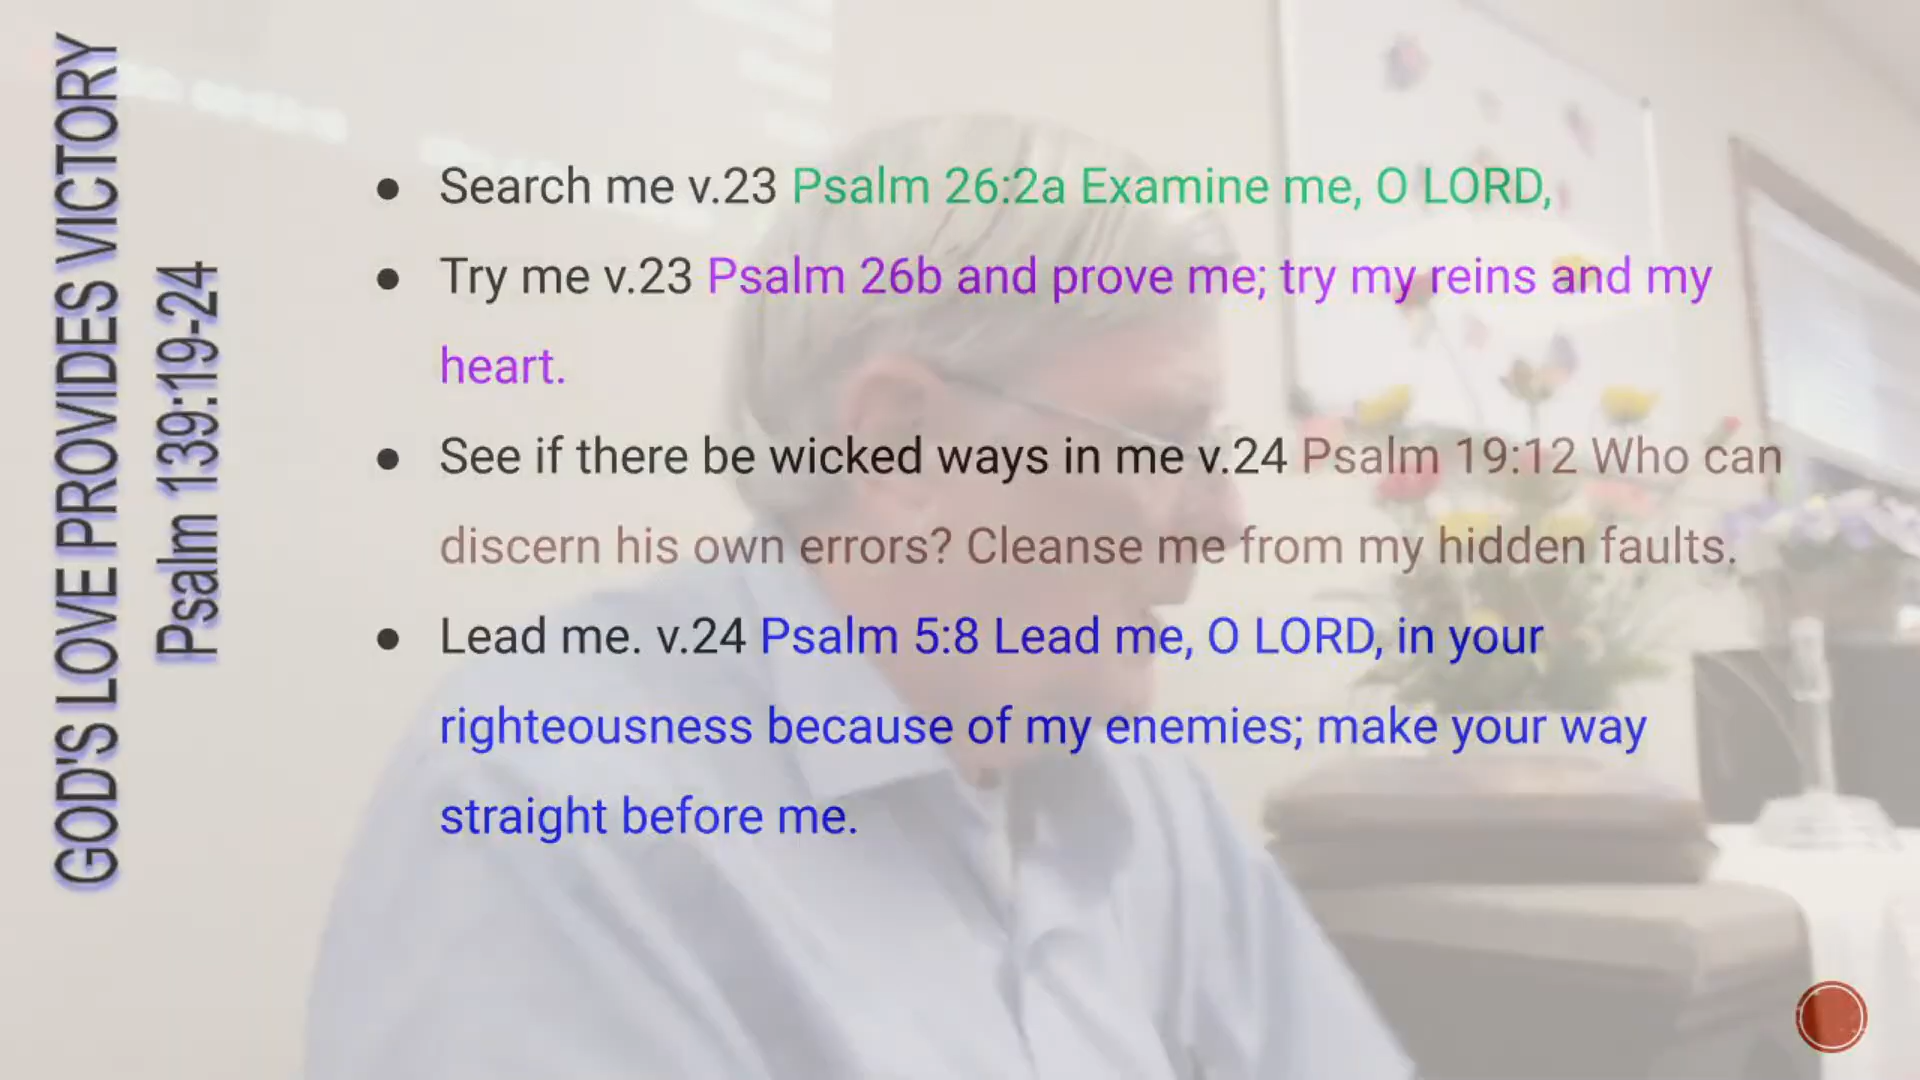 GOD'S LOVE PROVIDES VICTORY
Psalm 139:19-24
● Search me v.23 Psalm 26:2a Examine me, O LORD,
● Try me v.23 Psalm 26b and prove me; try my reins and my
heart.
● See if there be wicked ways in me v.24 Psalm 19:12 Who can
discern his own errors? Cleanse me from my hidden faults.
● Lead me. v.24 Psalm 5:8 Lead me, O LORD, in your
righteousness because of my enemies; make your way
straight before me.